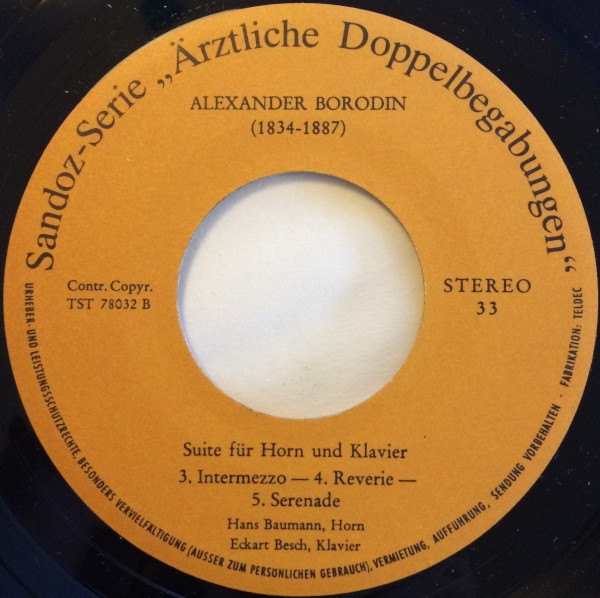 Sandoz-Serie „Ärztliche Doppelbegabungen“
ALEXANDER BORODIN
(1834-1887)
Contr. Copyr.
TST 78032 B
STEREO
33
Suite für Horn und Klavier
3. Intermezzo — 4. Reverie —
5. Serenade
Hans Baumann, Horn
Eckart Besch, Klavier
URHEBER- UND LEISTUNGSSCHUTZRECHTE, BESONDERS VERVIELFÄLTIGUNG (AUSSER ZUM PERSÖNLICHEN GEBRAUCH), VERMIETUNG, AUFFÜHRUNG, SENDUNG VORBEHALTEN · FABRIKATION: TELDEC